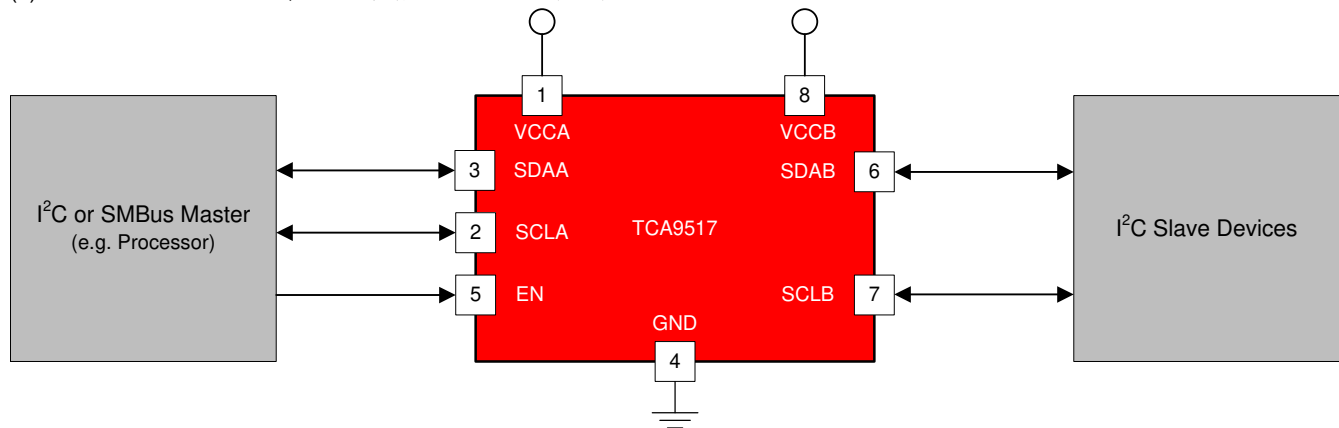 1
8
VCCA
VCCB
3
SDAA
SDAB
6
I²C or SMBus Master
(e.g. Processor)
2
SCLA
TCA9517
I²C Slave Devices
5
EN
SCLB
7
GND
4